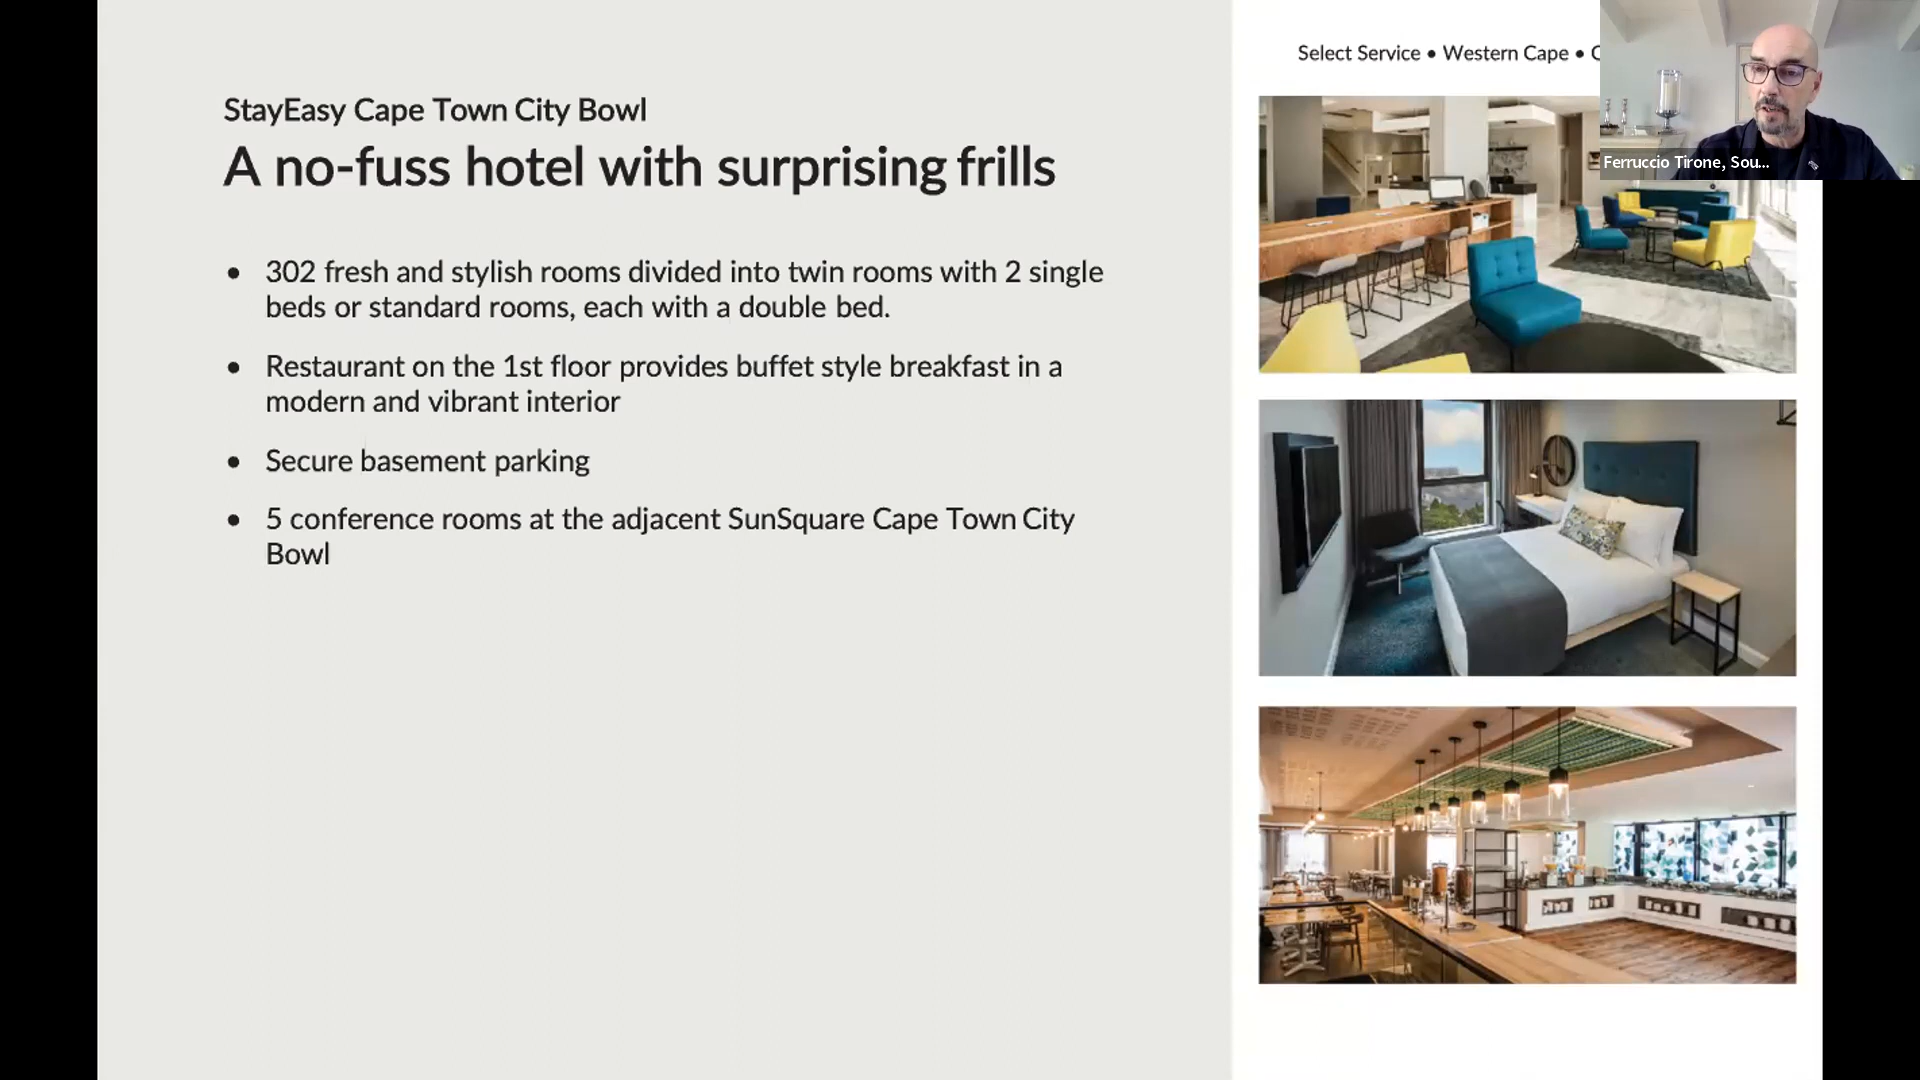 Select Service • Western Cape •
StayEasy Cape Town City Bowl
A no-fuss hotel with surprising frills
• 302 fresh and stylish rooms divided into twin rooms with 2 single
beds or standard rooms, each with a double bed.
• Restaurant on the 1st floor provides buffet style breakfast in a
modern and vibrant interior
• Secure basement parking
• 5 conference rooms at the adjacent SunSquare Cape Town City
Bowl
Ferruccio Tirone, Sou...